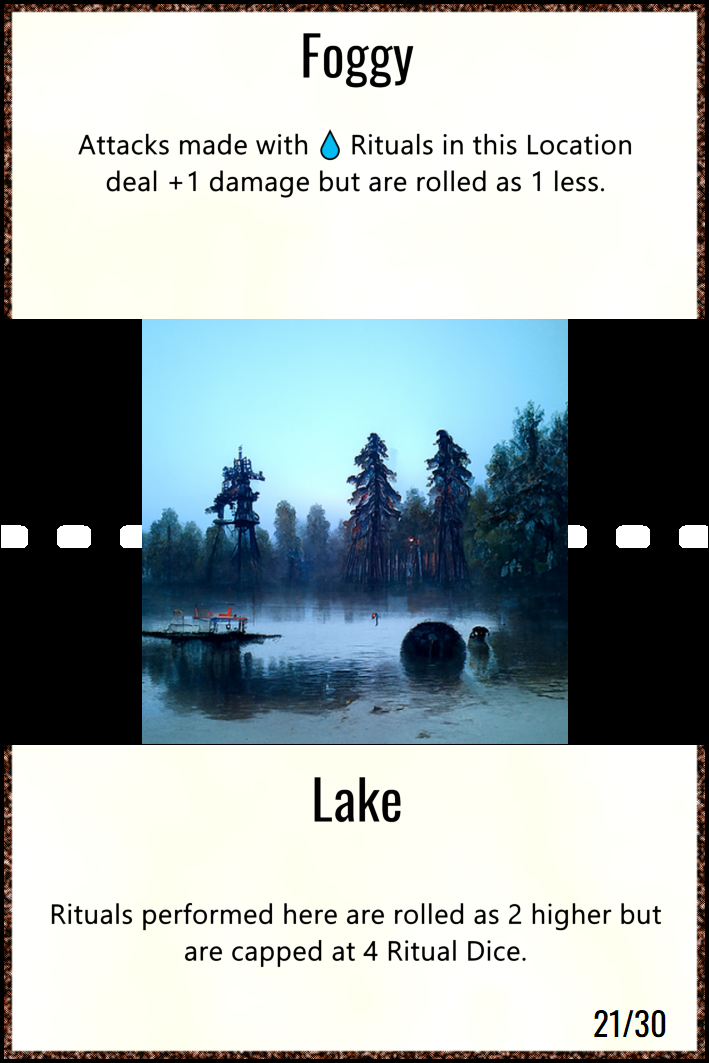 Foggy
Attacks made with 💧 Rituals in this Location
deal +1 damage but are rolled as 1 less.
Lake
Rituals performed here are rolled as 2 higher but
are capped at 4 Ritual Dice.
21/30